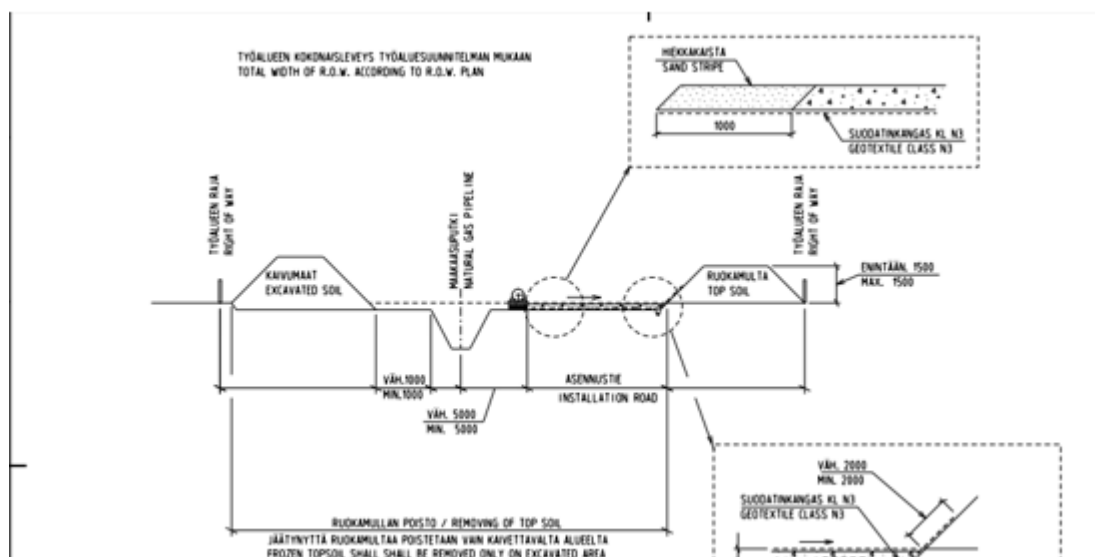 TYÖALUEEN KOKONAISLEVEYS TYÖALUESUUNNITELMAN MUKAAN
TOTAL WIDTH OF R.O.W. ACCORDING TO R.O.W. PLAN
HIEKKAKAISTA
SAND STRIPE
1000
SUODATINKANGAS KL N3
GEOTEXTILE CLASS N3
TYÖALUEEN RAJA
RIGHT OF WAY
MAAKAASUPUTKI
NATURAL GAS PIPELINE
TYÖALUEEN RAJA
RIGHT OF WAY
KAIVUMAAT
EXCAVATED SOIL
RUOKAMULTA
TOP SOIL
ENINTÄÄN. 1500
MAX. 1500
VÄH.1000
MIN.1000
ASENNUSTIE
INSTALLATION ROAD
VÄH. 5000
MIN. 5000
VÄH. 2000
MIN. 2000
SUODATINKANGAS KL N3
GEOTEXTILE CLASS N3
RUOKAMULLAN POISTO / REMOVING OF TOP SOIL
JÄÄTYNYTTÄ RUOKAMULTAA POISTETAAN VAIN KAIVETTAVALTA ALUEELTA
FROZEN TOPSOIL SHALL SHALL BE REMOVED ONLY ON EXCAVATED AREA